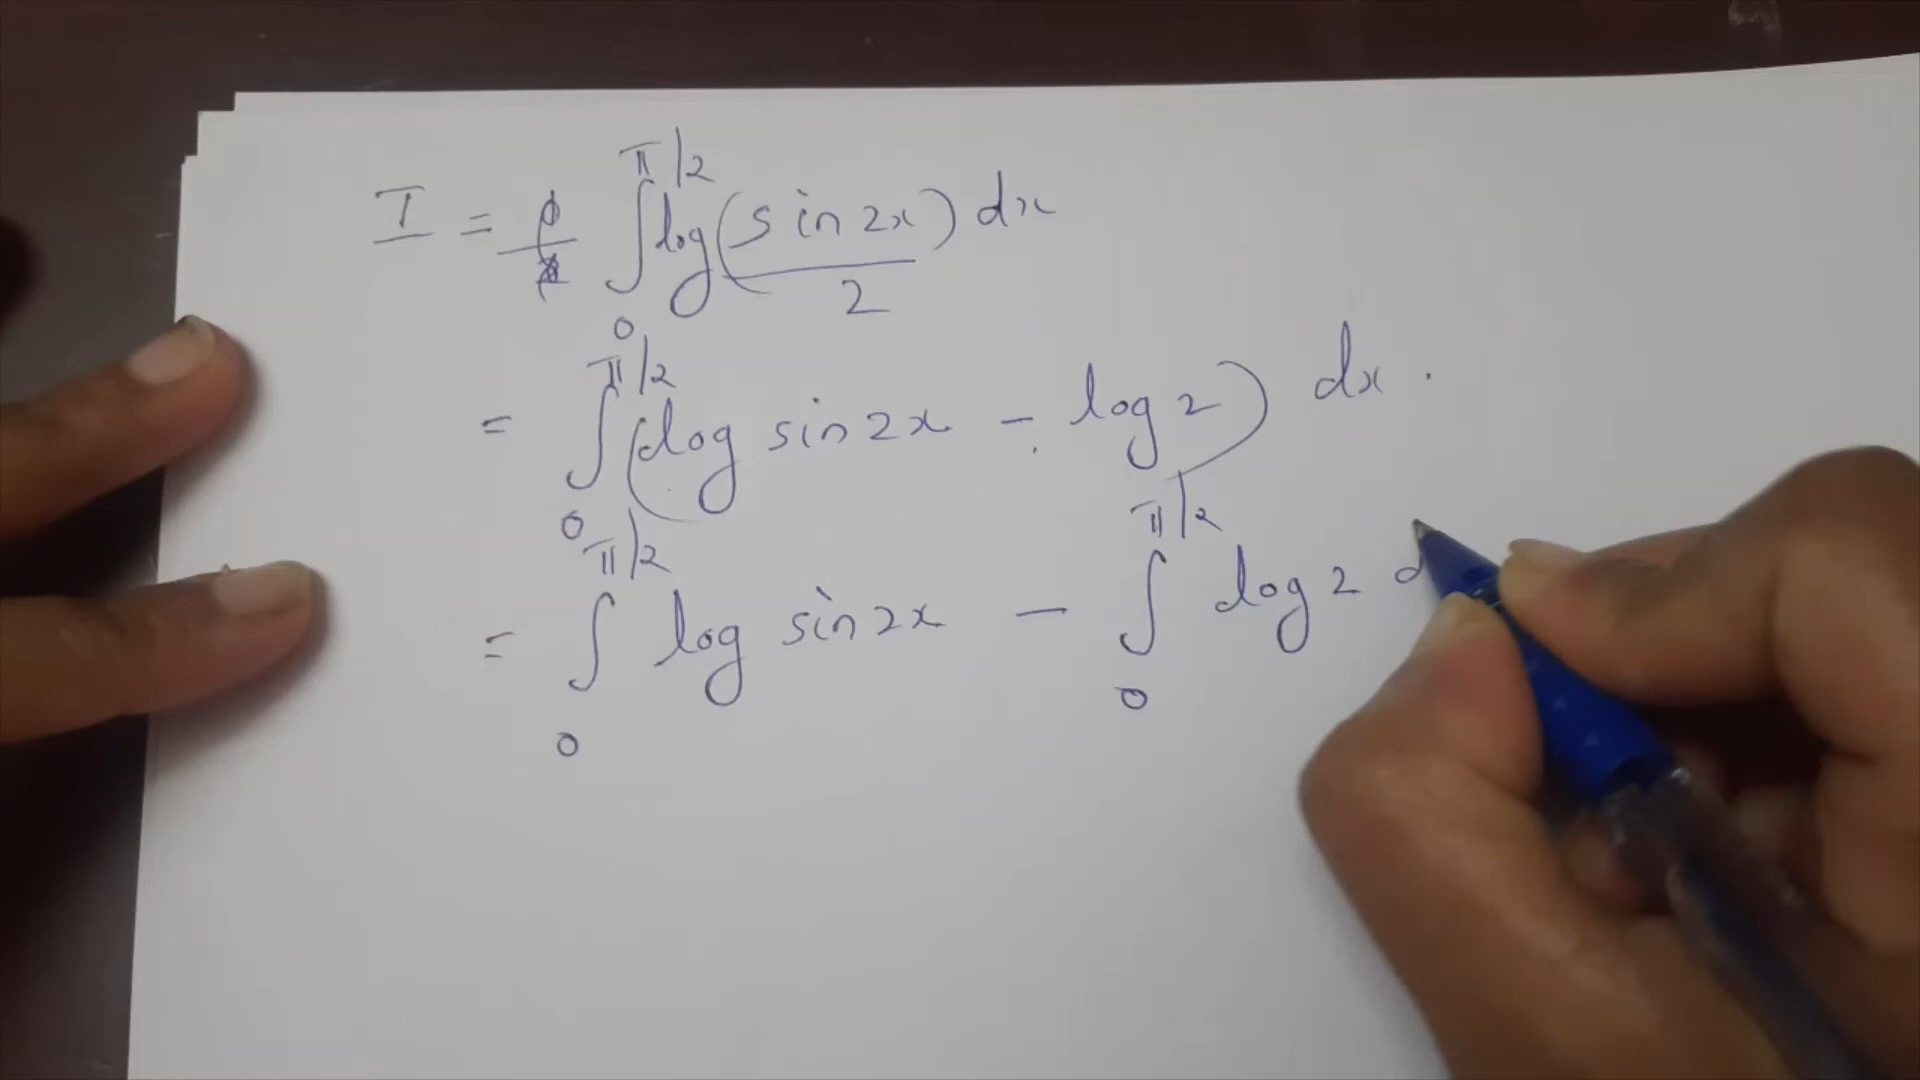 I = ∫₀^π/2 log(sin 2x / 2) dx
= ∫₀^π/2 (log sin 2x - log 2) dx .
= ∫₀^π/2 log sin 2x - ∫₀^π/2 log 2 d